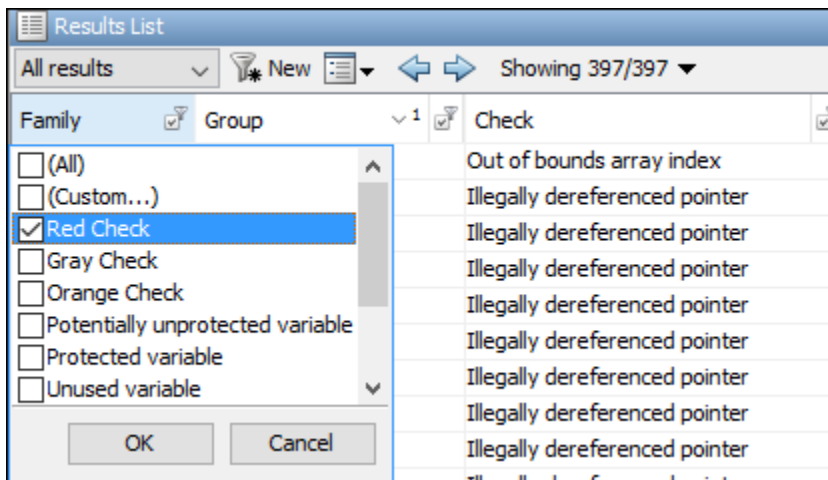 Results List
All results New Showing 397/397
Family Group 1 Check
(All) Out of bounds array index
(Custom...) Illegally dereferenced pointer
Red Check Illegally dereferenced pointer
Gray Check Illegally dereferenced pointer
Orange Check Illegally dereferenced pointer
Potentially unprotected variable Illegally dereferenced pointer
Protected variable Illegally dereferenced pointer
Unused variable Illegally dereferenced pointer
OK Cancel Illegally dereferenced pointer